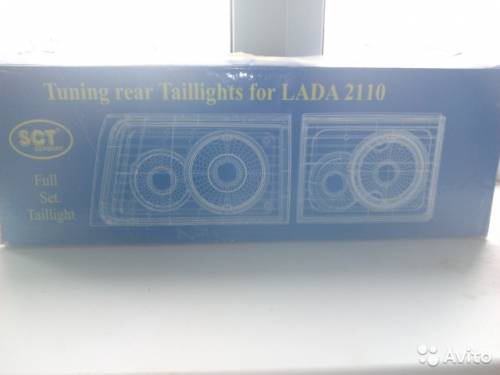 Tuning rear Taillights for LADA 2110
SCT
Full
Set.
Taillight
Avito